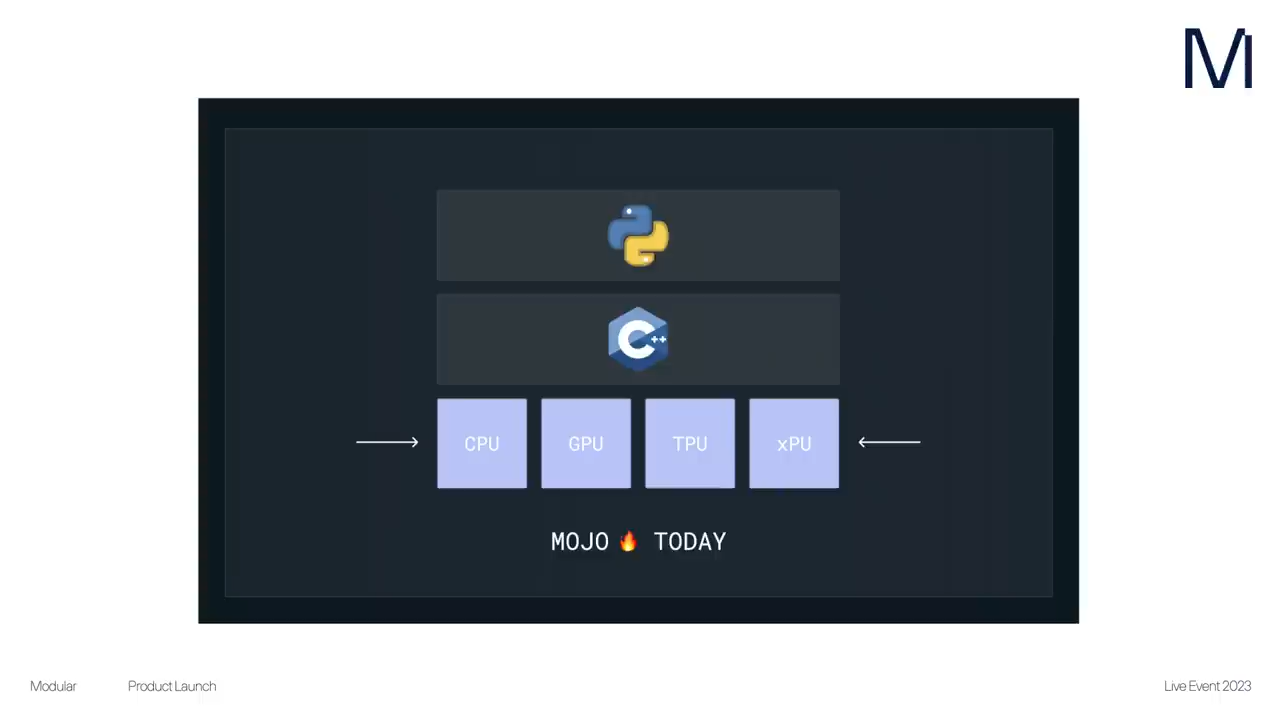 M
C++
CPU GPU TPU xPU
MOJO🔥 TODAY
Modular Product Launch Live Event 2023